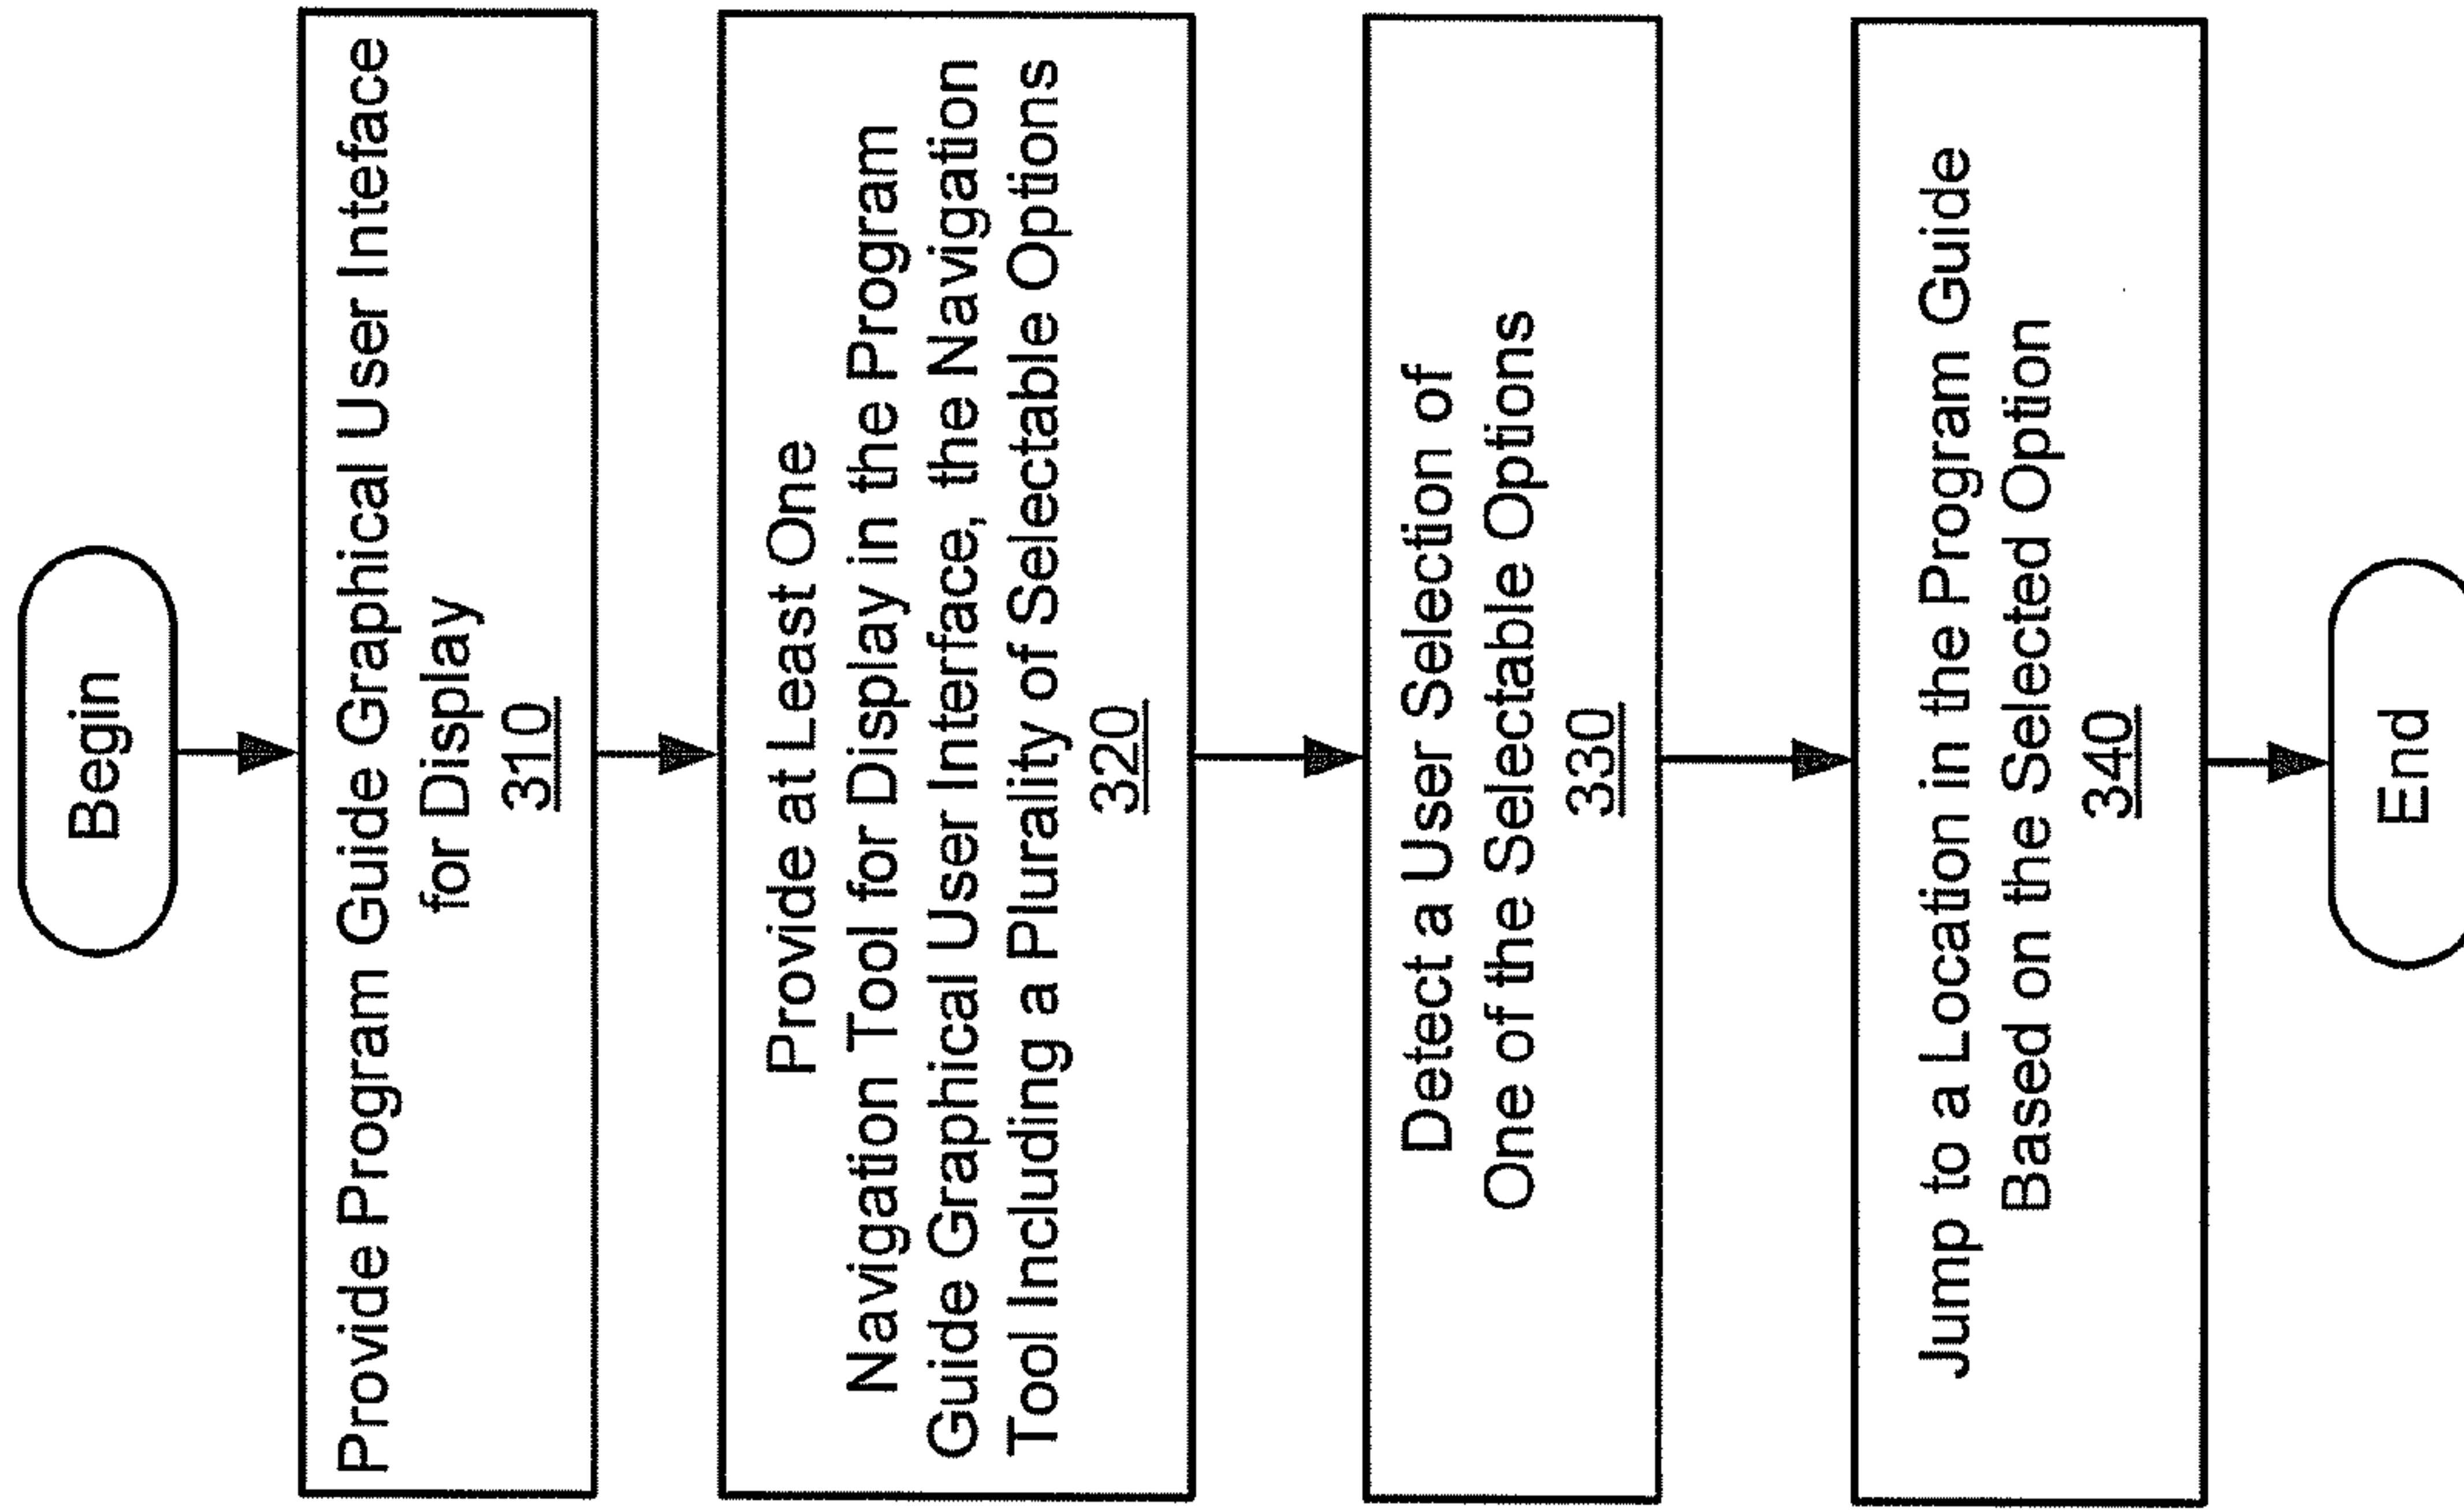 Begin
Provide Program Guide Graphical User Inteface
for Display
310
Provide at Least One
Navigation Tool for Display in the Program
Guide Graphical User Interface, the Navigation
Tool Including a Plurality of Selectable Options
320
Detect a User Selection of
One of the Selectable Options
330
Jump to a Location in the Program Guide
Based on the Selected Option
340
End